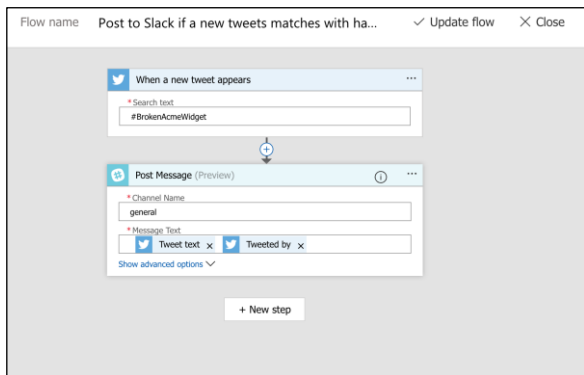 Flow name Post to Slack if a new tweets matches with ha... Update flow Close
When a new tweet appears ...
* Search text
#BrokenAcmeWidget
Post Message (Preview) ...
* Channel Name
general
* Message Text
Tweet text x Tweeted by x
Show advanced options
+ New step